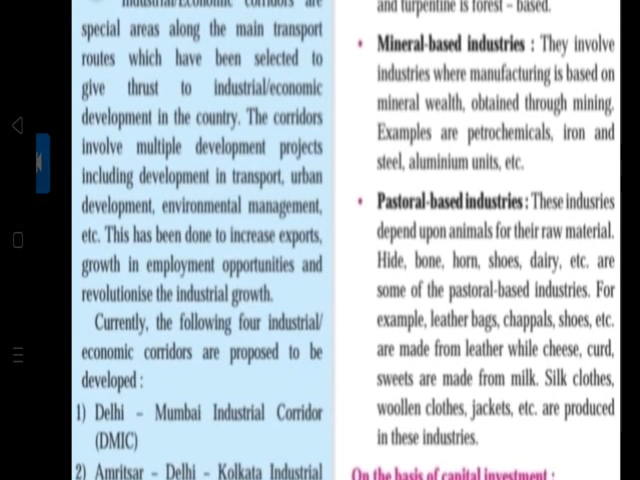 Industrial/Economic corridors are
special areas along the main transport
routes which have been selected to
give thrust to industrial/economic
development in the country. The corridors
involve multiple development projects
including development in transport, urban
development, environmental management,
etc. This has been done to increase exports,
growth in employment opportunities and
revolutionise the industrial growth.
Currently, the following four industrial/
economic corridors are proposed to be
developed :
1) Delhi – Mumbai Industrial Corridor
(DMIC)
2) Amritsar – Delhi – Kolkata Industrial
and turpentine is forest – based.
• Mineral-based industries : They involve
industries where manufacturing is based on
mineral wealth, obtained through mining.
Examples are petrochemicals, iron and
steel, aluminium units, etc.
• Pastoral-based industries : These indusries
depend upon animals for their raw material.
Hide, bone, horn, shoes, dairy, etc. are
some of the pastoral-based industries. For
example, leather bags, chappals, shoes, etc.
are made from leather while cheese, curd,
sweets are made from milk. Silk clothes,
woollen clothes, jackets, etc. are produced
in these industries.
On the basis of capital investment :